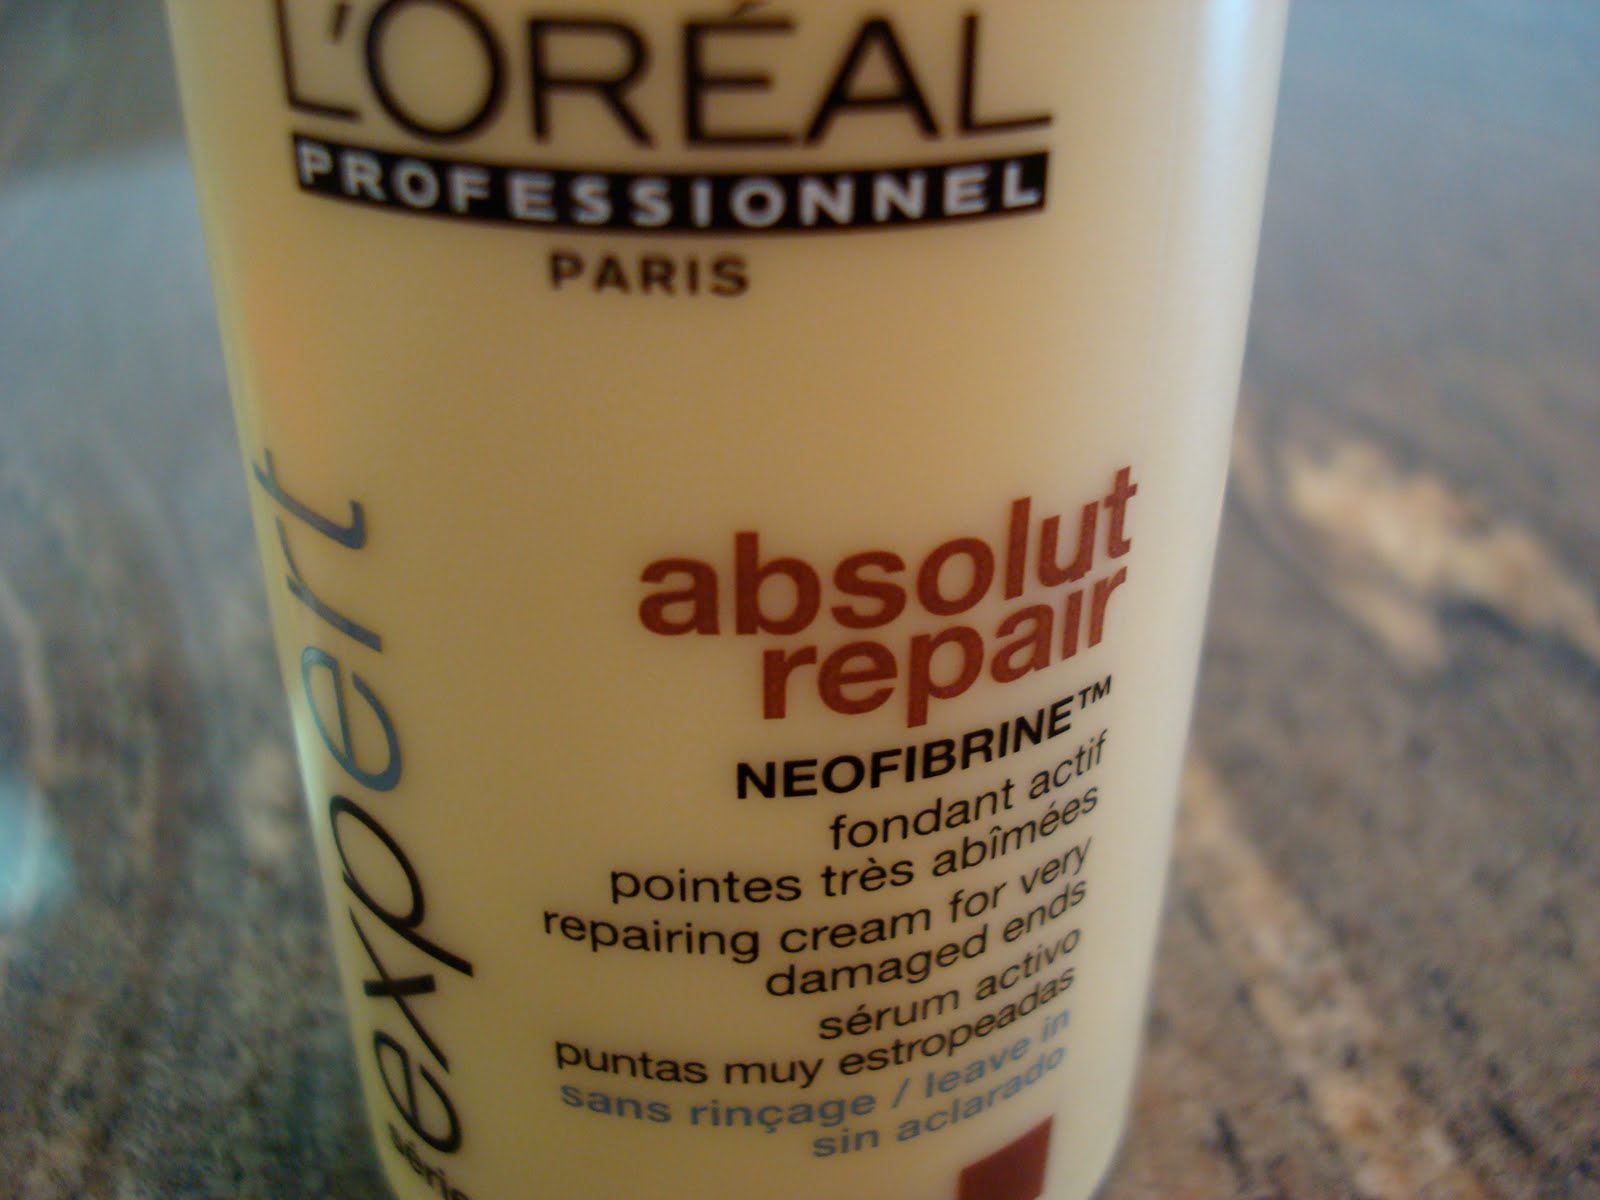 L'ORÉAL
PROFESSIONNEL
PARIS
série expert
absolut
repair
NEOFIBRINE™
fondant actif
pointes très abîmées
repairing cream for very
damaged ends
sérum activo
puntas muy estropeadas
sans rinçage / leave in
sin aclarado